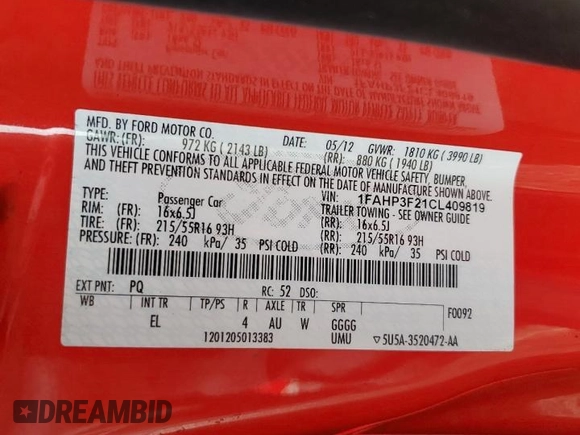 MFD. BY FORD MOTOR CO.
DATE: 05/12 GVWR: 1810 KG ( 3990 LB)
GAWR: (FR): 972 KG ( 2143 LB) (RR): 880 KG ( 1940 LB)
THIS VEHICLE CONFORMS TO ALL APPLICABLE FEDERAL MOTOR VEHICLE SAFETY, BUMPER,
AND THEFT PREVENTION STANDARDS IN EFFECT ON THE DATE OF MANUFACTURE SHOWN ABOVE.
VIN: 1FAHP3F21CL409819
TYPE: Passenger Car TRAILER TOWING - SEE OWNERS
RIM: (FR): 16x6.5J (RR): 16x6.5J
TIRE: (FR): 215/55R16 93H (RR): 215/55R16 93H
PRESSURE: (FR): 240 kPa/ 35 PSI COLD (RR): 240 kPa/ 35 PSI COLD
EXT PNT: PQ RC: 52 DSO:
WB INT TR TP/PS R AXLE TR SPR F0092
EL 4 AU W GGGG
1201205013383 UMU ▽5U5A-3520472-AA
DREAMBID